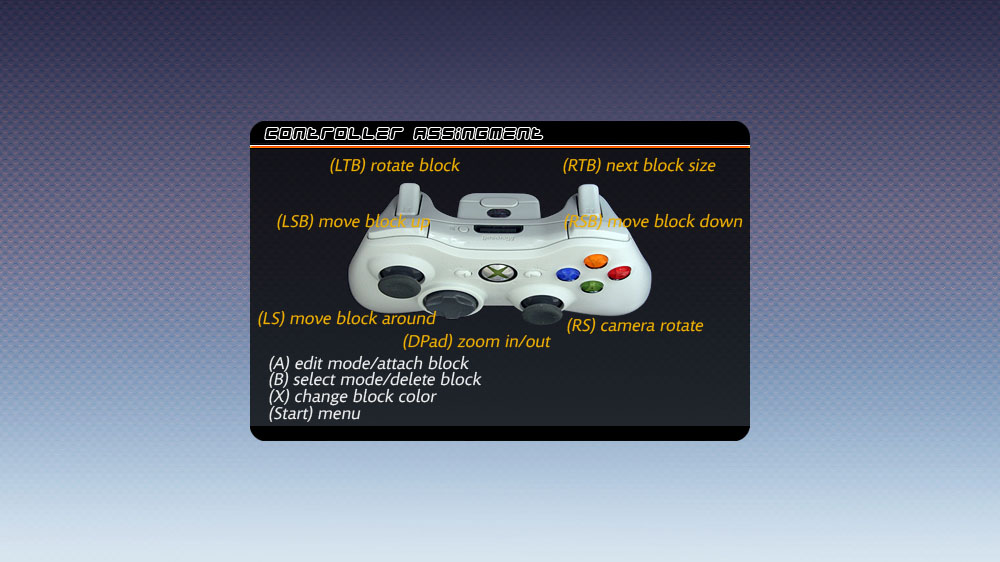 CONTROLLER ASSINGMENT
(LTB) rotate block
(RTB) next block size
(LSB) move block up
(RSB) move block down
(LS) move block around
(RS) camera rotate
(DPad) zoom in/out
(A) edit mode/attach block
(B) select mode/delete block
(X) change block color
(Start) menu